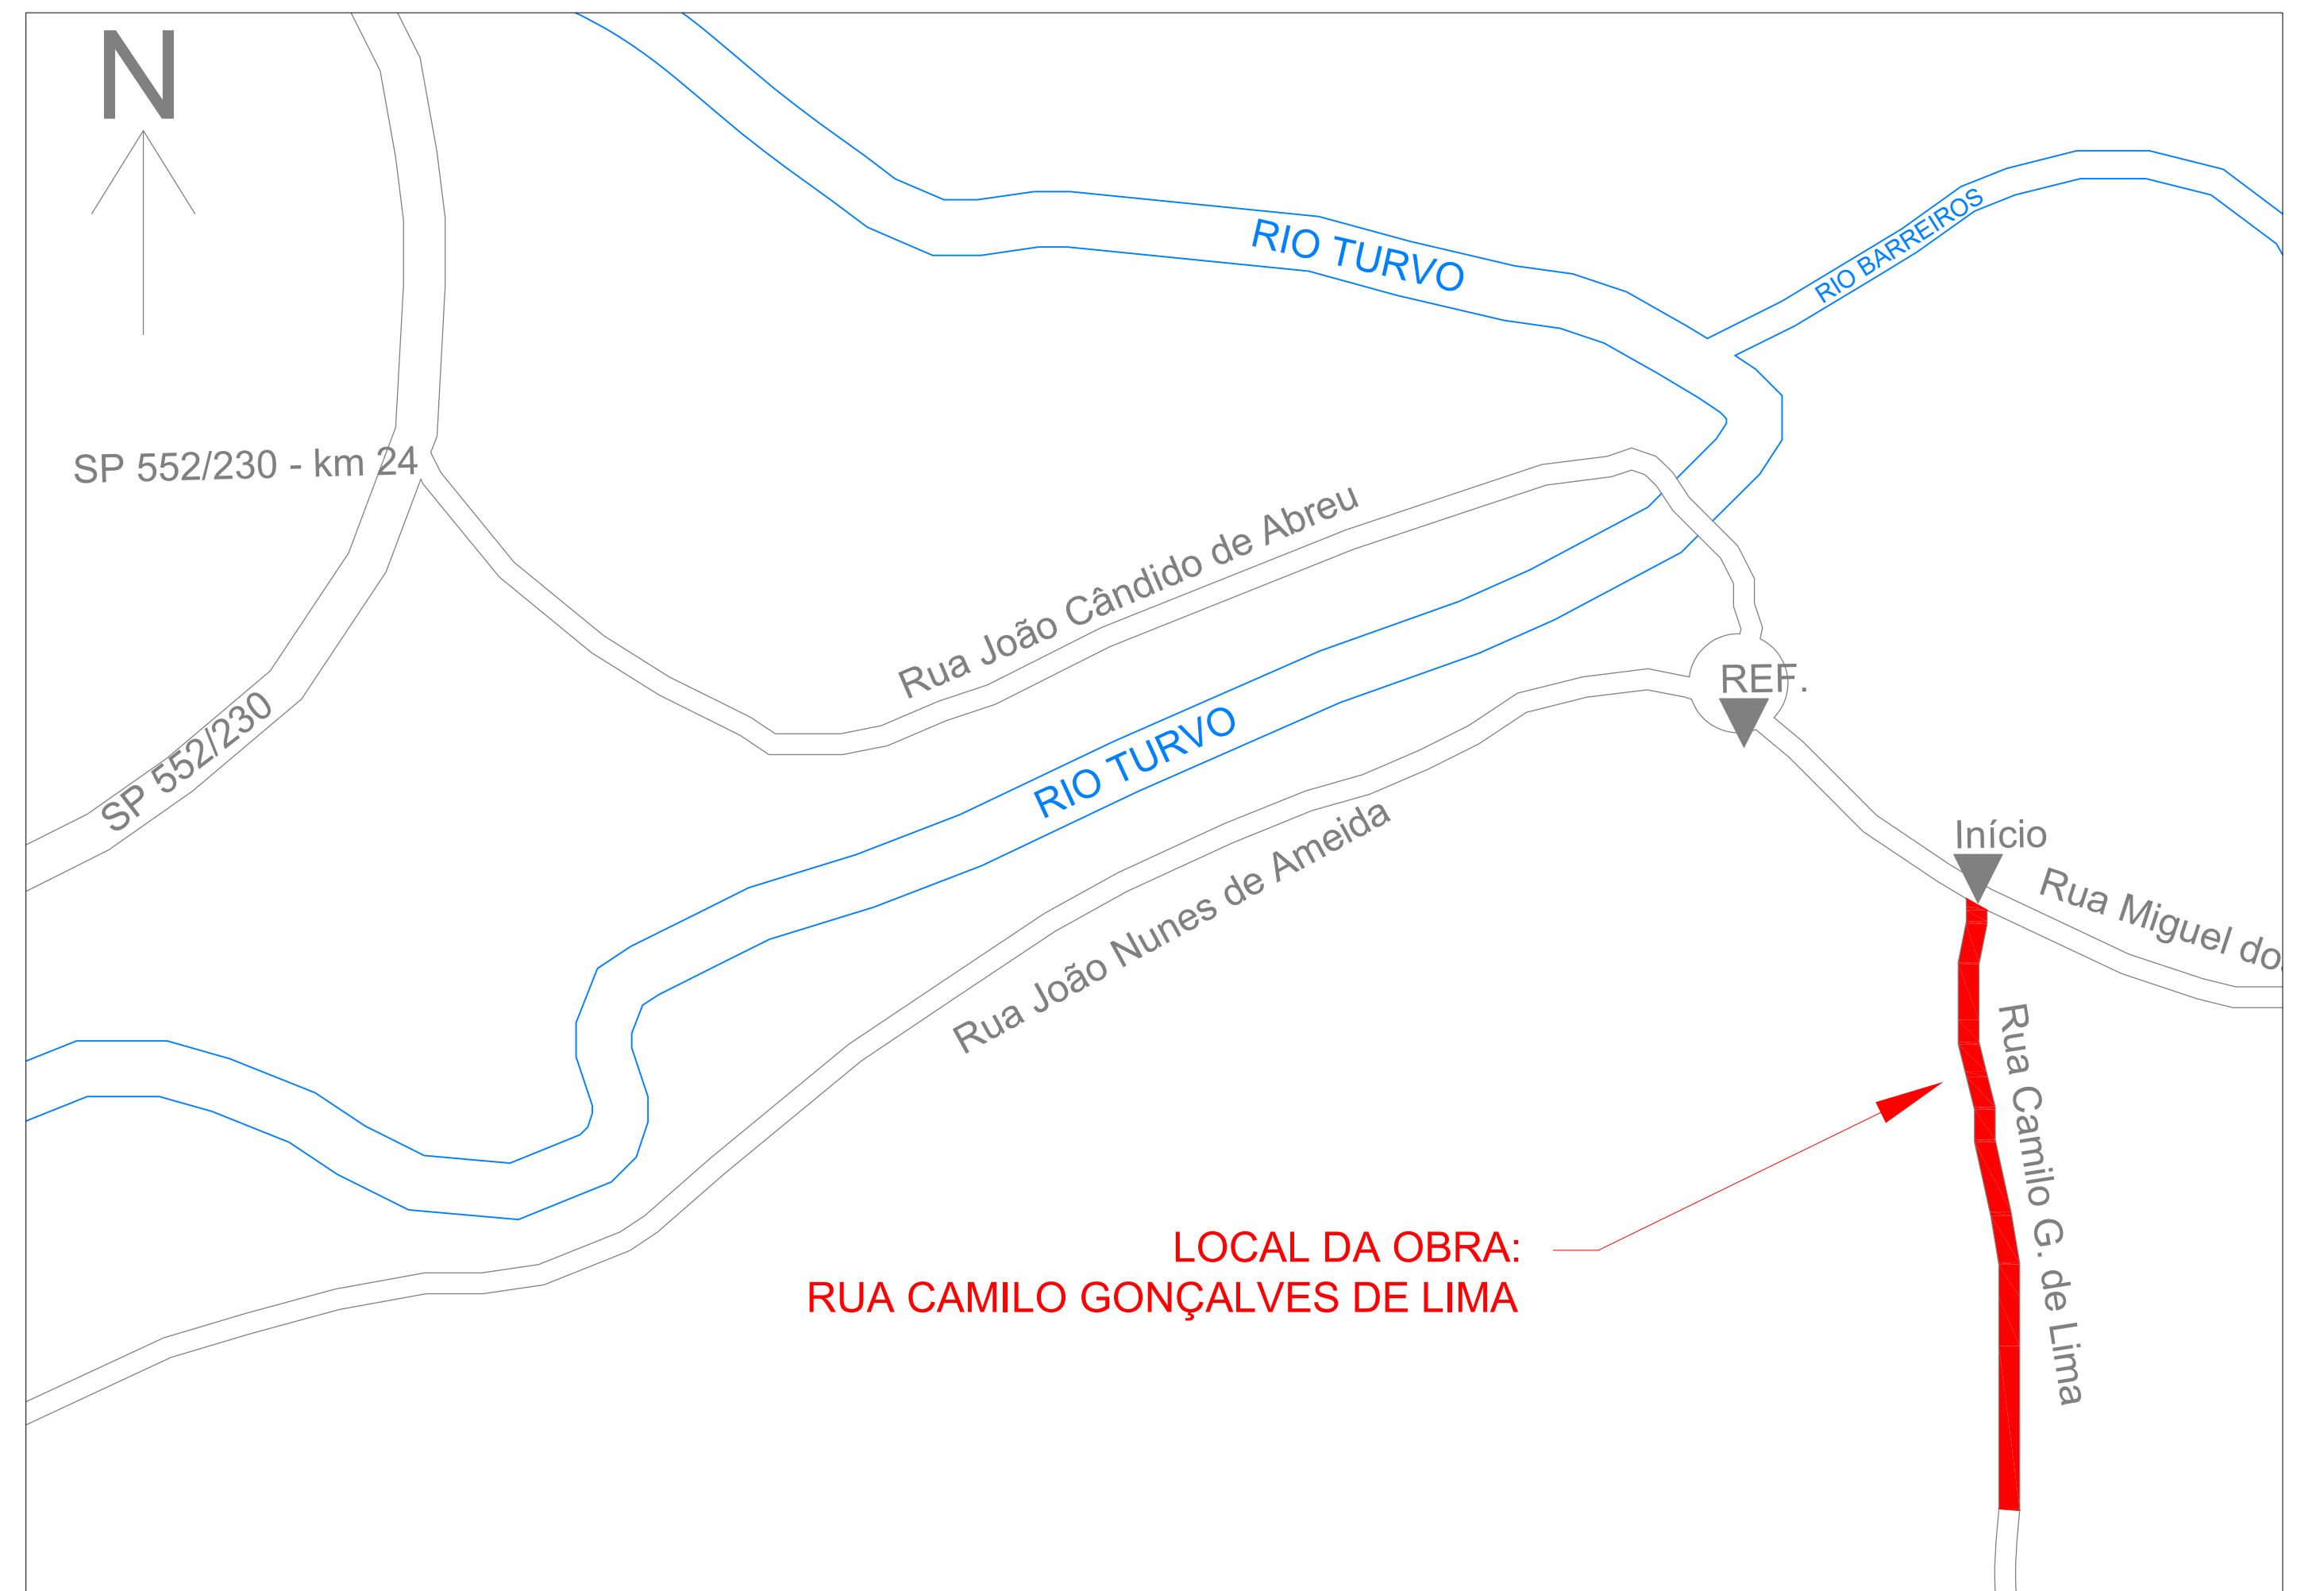 N
RIO TURVO
RIO BARREIROS
SP 552/230 - km 24
Rua João Cândido de Abreu
REF.
SP 552/230
RIO TURVO
Início
Rua João Nunes de Ameida
Rua Miguel do
Rua Camilo G. de Lima
LOCAL DA OBRA:
RUA CAMILO GONÇALVES DE LIMA